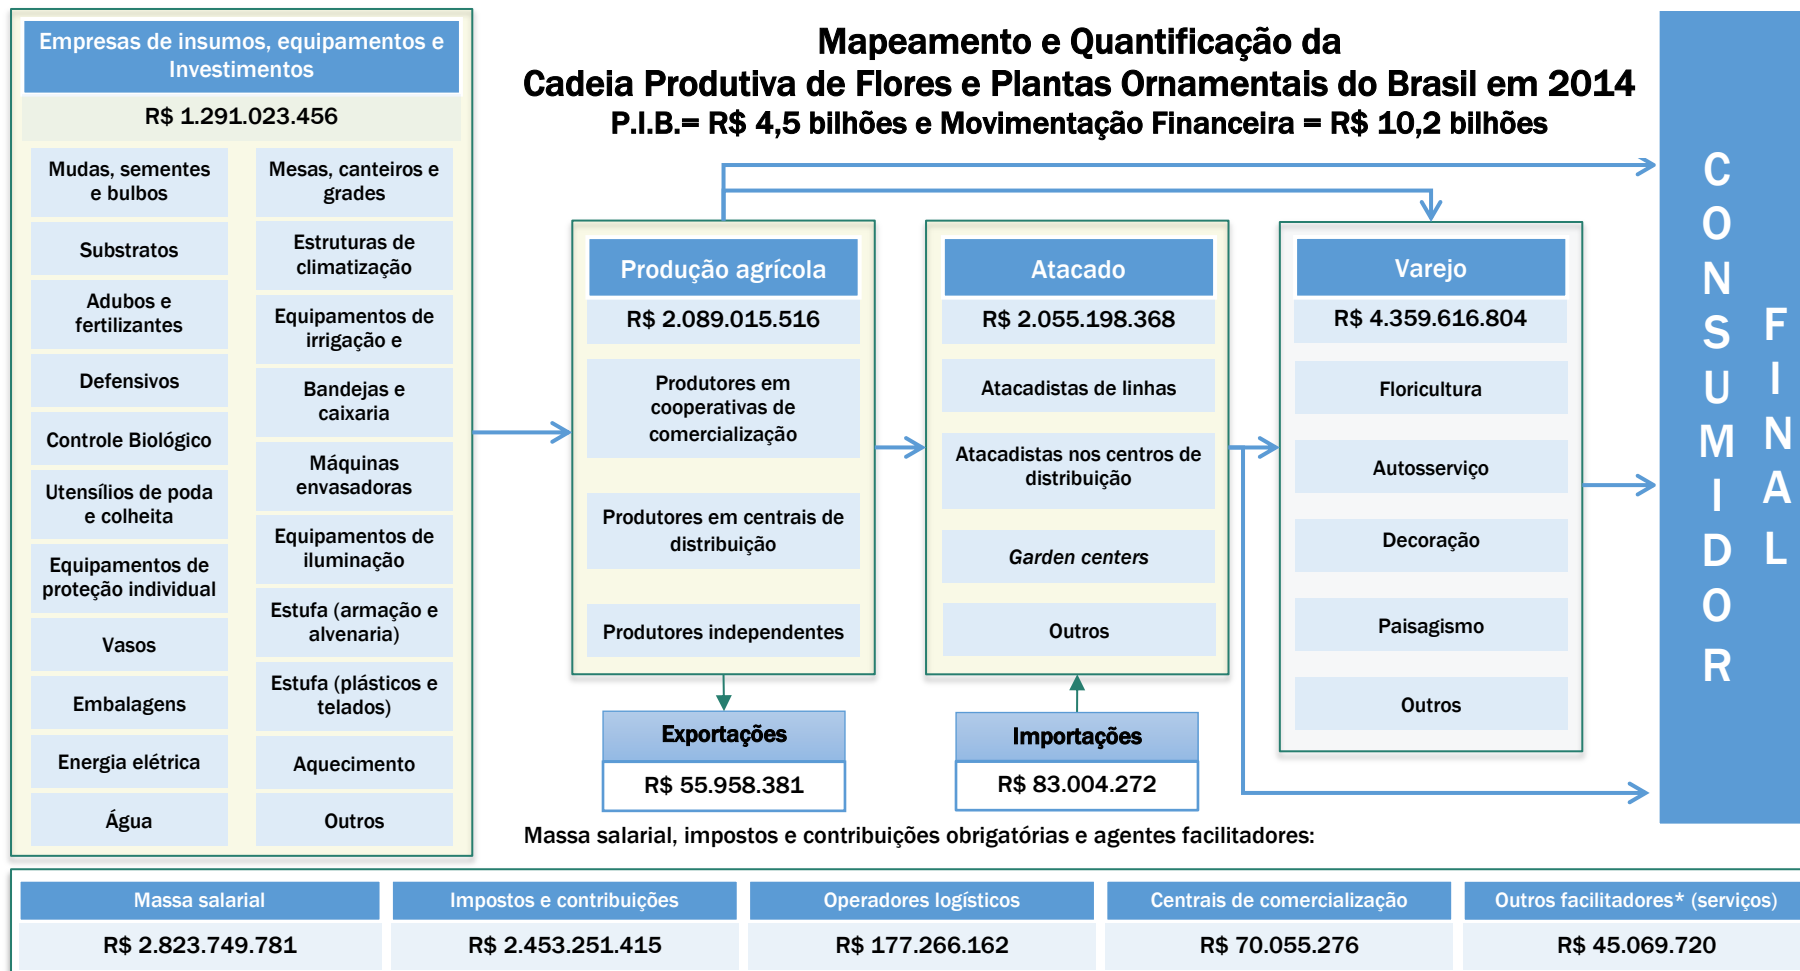 Empresas de insumos, equipamentos e
Investimentos
R$ 1.291.023.456
Mudas, sementes
e bulbos
Substratos
Adubos e
fertilizantes
Defensivos
Controle Biológico
Utensílios de poda
e colheita
Equipamentos de
proteção individual
Vasos
Embalagens
Energia elétrica
Água
Mesas, canteiros e
grades
Estruturas de
climatização
Equipamentos de
irrigação e
Bandejas e
caixaria
Máquinas
envasadoras
Equipamentos de
iluminação
Estufa (armação e
alvenaria)
Estufa (plásticos e
telados)
Aquecimento
Outros
Mapeamento e Quantificação da
Cadeia Produtiva de Flores e Plantas Ornamentais do Brasil em 2014
P.I.B.= R$ 4,5 bilhões e Movimentação Financeira = R$ 10,2 bilhões
Produção agrícola
R$ 2.089.015.516
Produtores em
cooperativas de
comercialização
Produtores em centrais de
distribuição
Produtores independentes
Exportações
R$ 55.958.381
Atacado
R$ 2.055.198.368
Atacadistas de linhas
Atacadistas nos centros de
distribuição
Garden centers
Outros
Importações
R$ 83.004.272
Varejo
R$ 4.359.616.804
Floricultura
Autosserviço
Decoração
Paisagismo
Outros
CONSUMIDOR
FINAL
Massa salarial, impostos e contribuições obrigatórias e agentes facilitadores:
Massa salarial
R$ 2.823.749.781
Impostos e contribuições
R$ 2.453.251.415
Operadores logísticos
R$ 177.266.162
Centrais de comercialização
R$ 70.055.276
Outros facilitadores* (serviços)
R$ 45.069.720